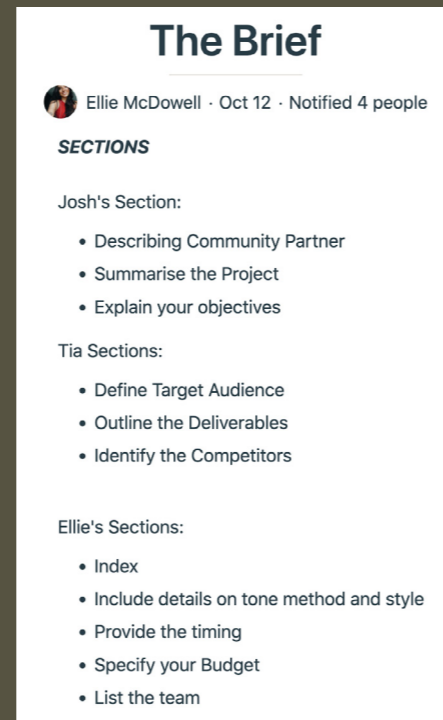 The Brief
Ellie McDowell · Oct 12 · Notified 4 people
SECTIONS
Josh's Section:
• Describing Community Partner
• Summarise the Project
• Explain your objectives
Tia Sections:
• Define Target Audience
• Outline the Deliverables
• Identify the Competitors
Ellie's Sections:
• Index
• Include details on tone method and style
• Provide the timing
• Specify your Budget
• List the team